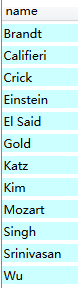 name
Brandt
Califieri
Crick
Einstein
El Said
Gold
Katz
Kim
Mozart
Singh
Srinivasan
Wu